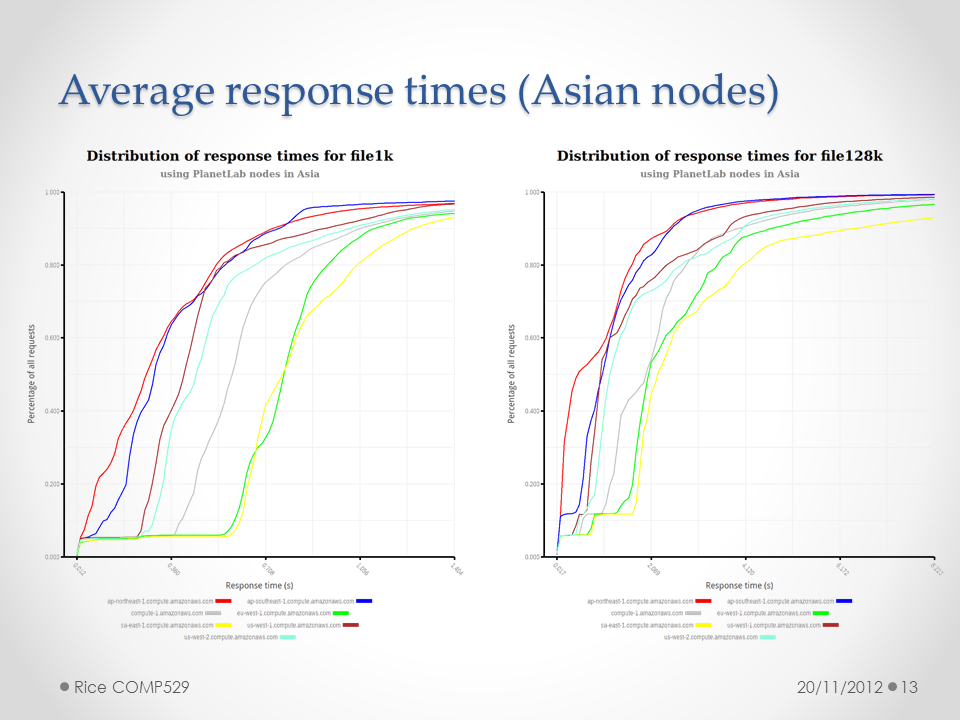 Average response times (Asian nodes)
Distribution of response times for file1k
using PlanetLab nodes in Asia
Percentage of all requests
1.000
0.800
0.600
0.400
0.200
0.000
0.012
0.360
0.708
1.056
1.404
Response time (s)
ap-northeast-1.compute.amazonaws.com
ap-southeast-1.compute.amazonaws.com
compute-1.amazonaws.com
eu-west-1.compute.amazonaws.com
sa-east-1.compute.amazonaws.com
us-west-1.compute.amazonaws.com
us-west-2.compute.amazonaws.com
Distribution of response times for file128k
using PlanetLab nodes in Asia
Percentage of all requests
1.000
0.800
0.600
0.400
0.200
0.000
4.120
Response time (s)
ap-northeast-1.compute.amazonaws.com
ap-southeast-1.compute.amazonaws.com
compute-1.amazonaws.com
eu-west-1.compute.amazonaws.com
sa-east-1.compute.amazonaws.com
us-west-1.compute.amazonaws.com
us-west-2.compute.amazonaws.com
Rice COMP529
20/11/2012
13